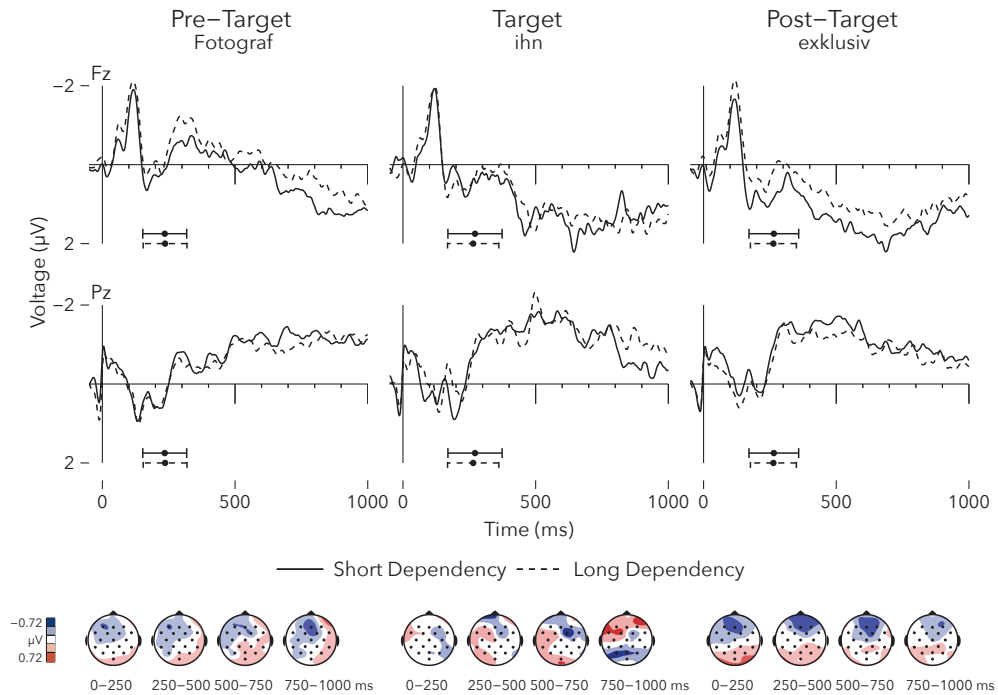 Pre–Target Target Post–Target
Fotograf ihn exklusiv
Fz
−2
2
Pz
−2
2
Voltage (µV)
0 500 1000 0 500 1000 0 500 1000
Time (ms)
Short Dependency Long Dependency
−0.72
µV
0.72
0−250 250−500 500−750 750−1000 ms 0−250 250−500 500−750 750−1000 ms 0−250 250−500 500−750 750−1000 ms